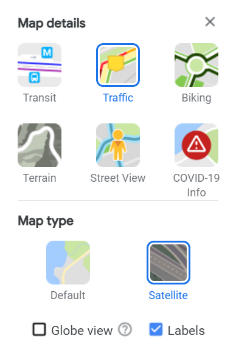 Map details
M
Transit
Traffic
Biking
Terrain
Street View
COVID-19
Info
Map type
Default
Satellite
Globe view ?
Labels